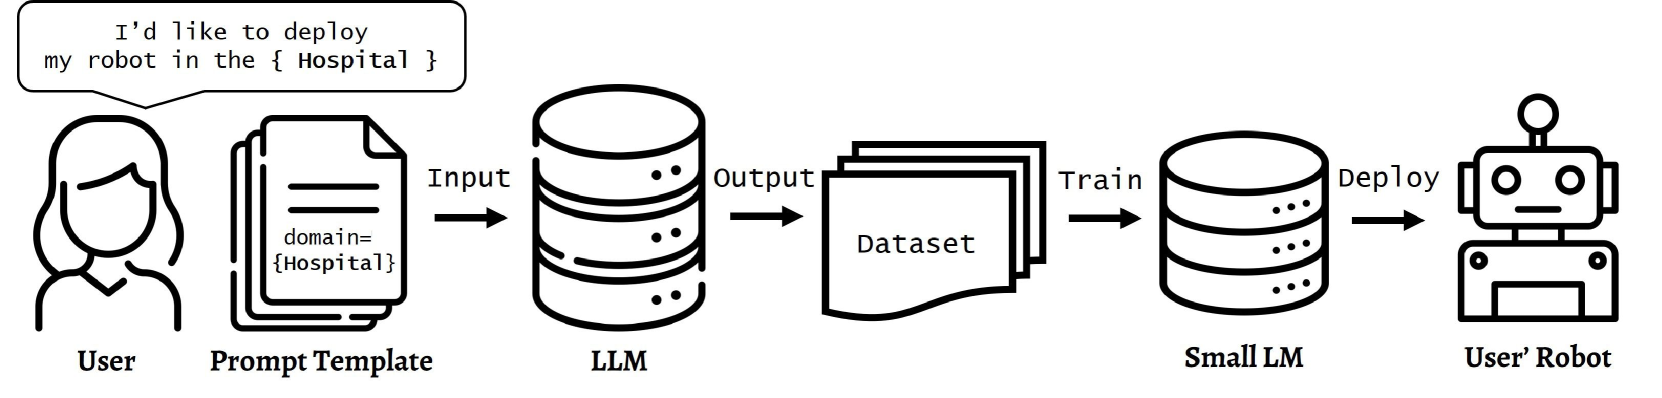 I’d like to deploy
my robot in the { Hospital }
domain=
{Hospital}
Input
Output
Dataset
Train
Deploy
User
Prompt Template
LLM
Small LM
User’ Robot